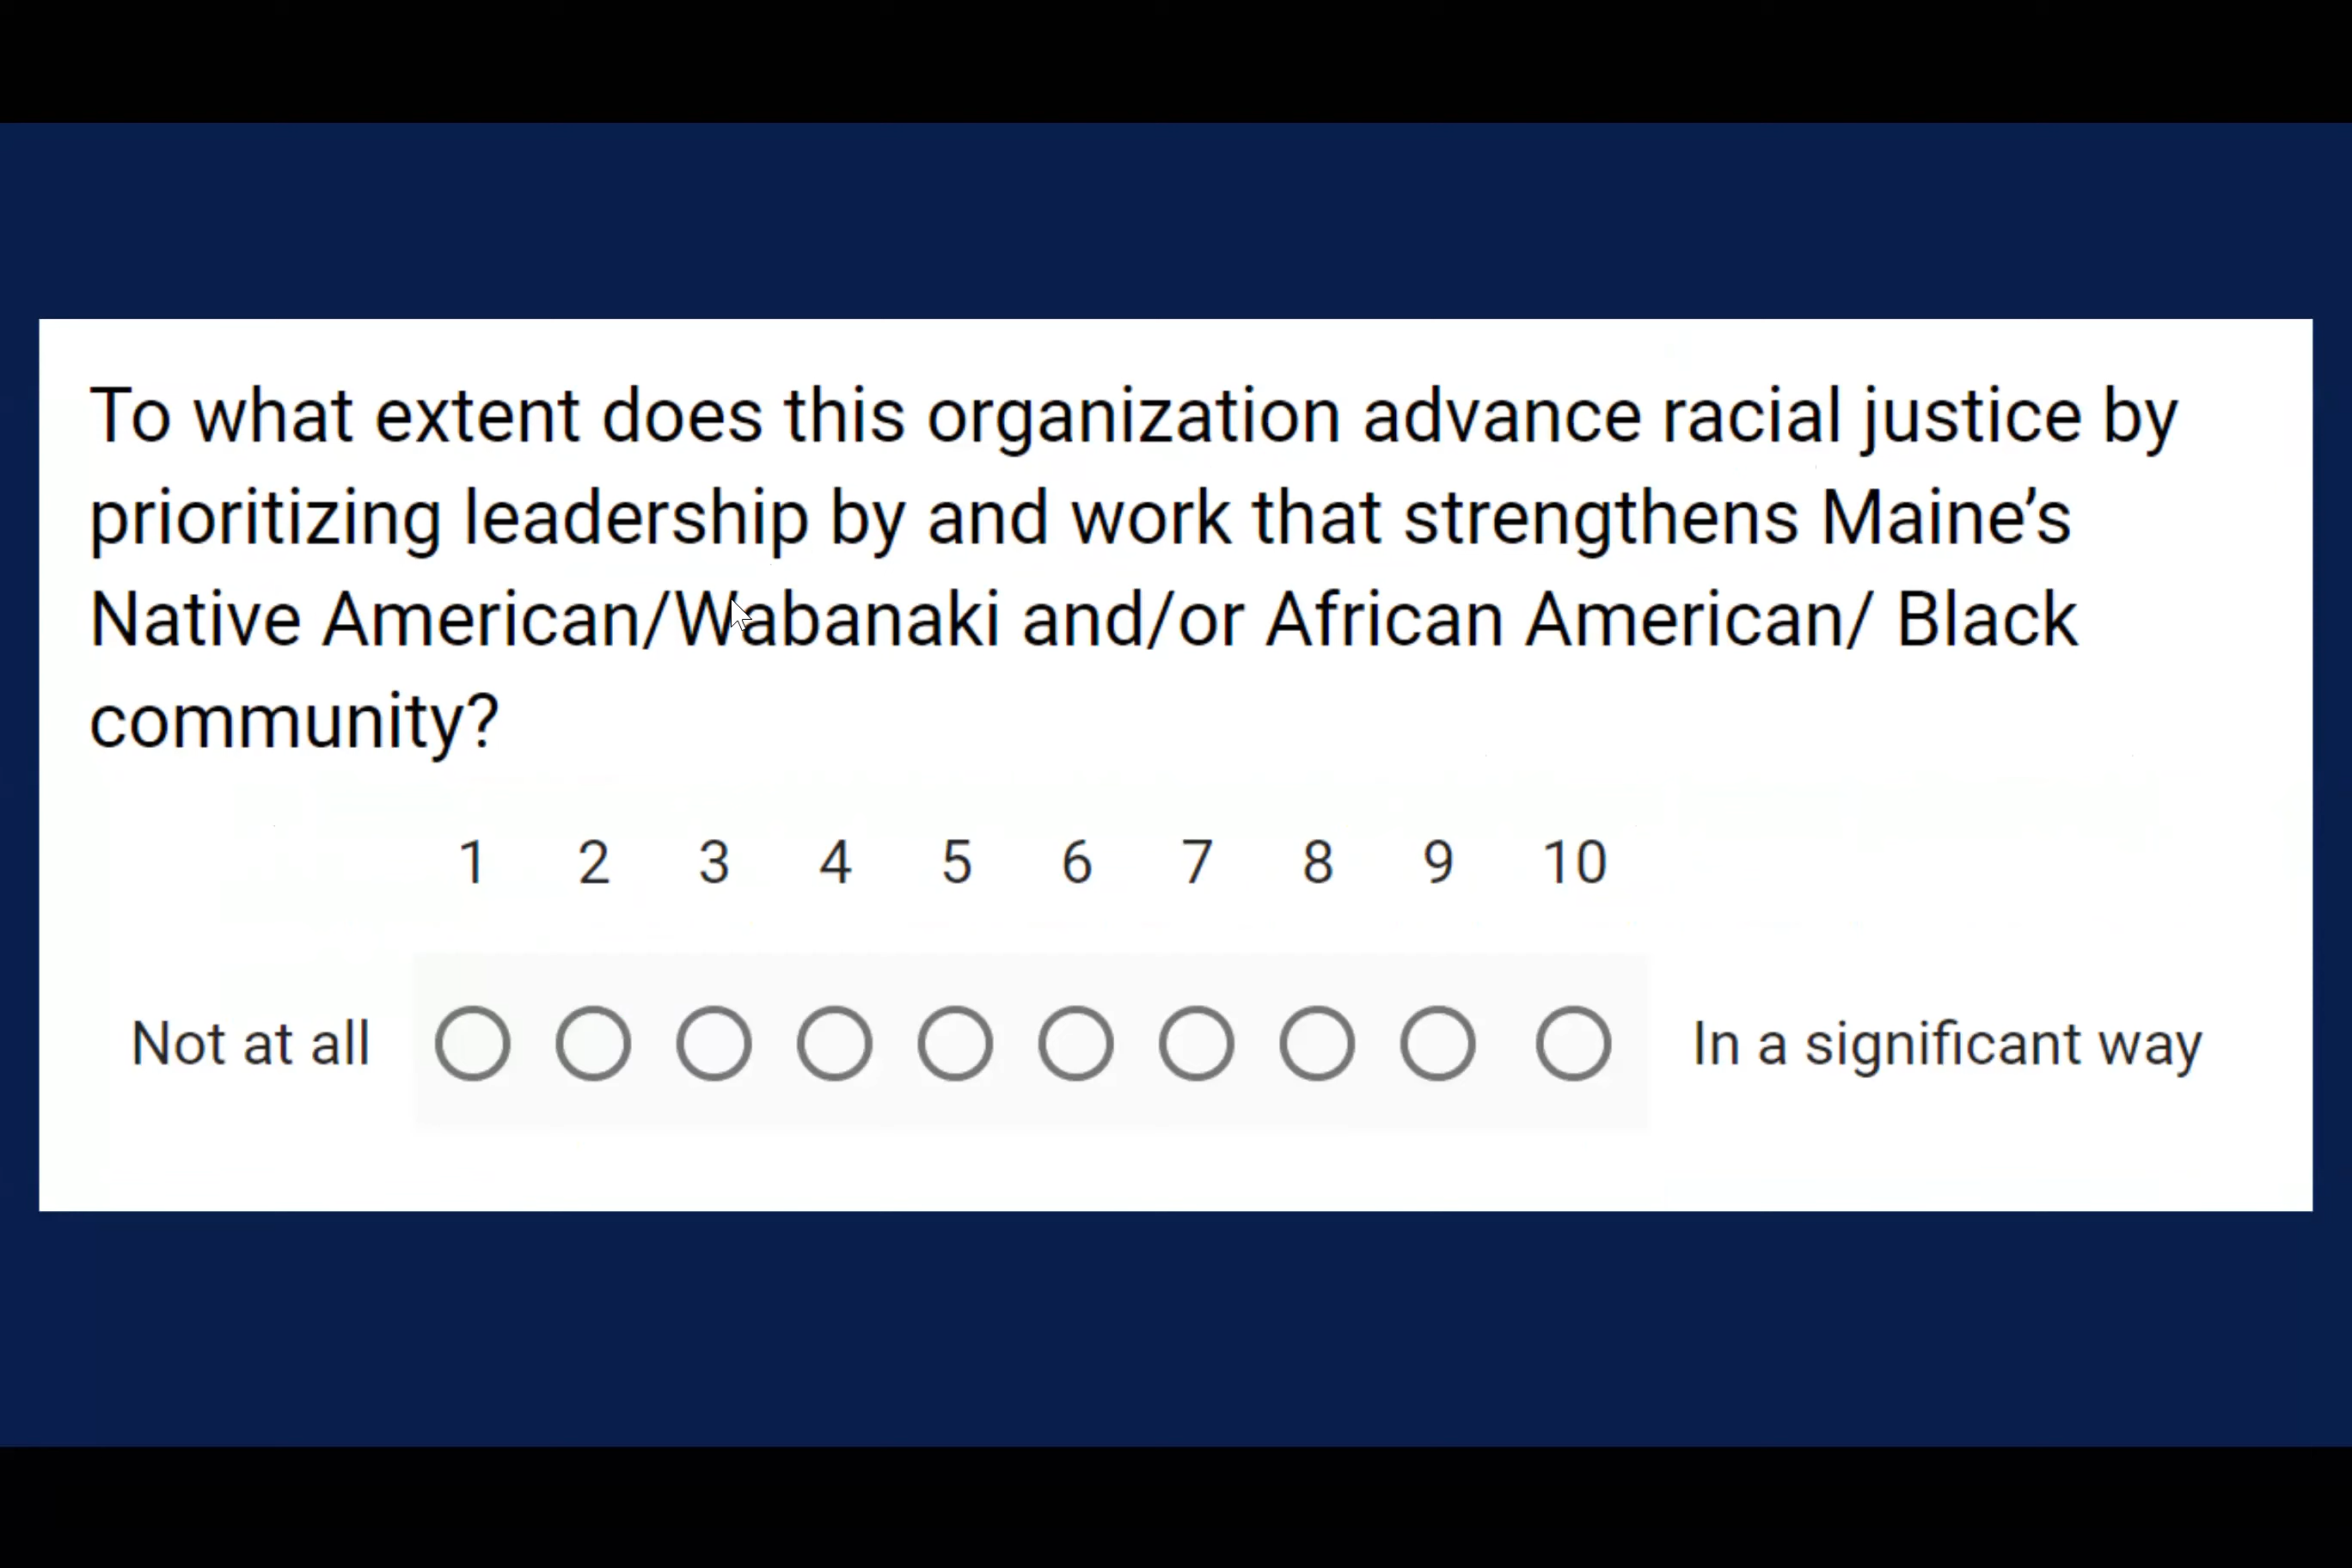 To what extent does this organization advance racial justice by
prioritizing leadership by and work that strengthens Maine’s
Native American/Wabanaki and/or African American/ Black
community?
1 2 3 4 5 6 7 8 9 10
Not at all In a significant way